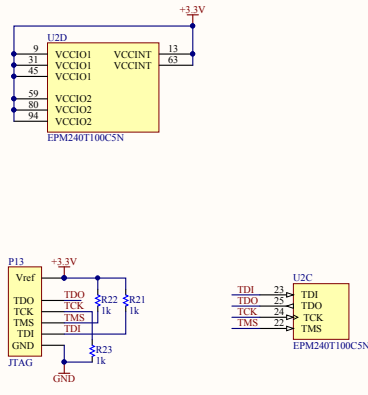 +3.3V
U2D
9 VCCIO1 VCCINT 13
31 VCCIO1 VCCINT 63
45 VCCIO1
59 VCCIO2
80 VCCIO2
94 VCCIO2
EPM240T100C5N
P13 +3.3V
Vref
TDO TDO
TCK TCK
TMS TMS
TDI TDI
GND
JTAG
R22 1k
R21 1k
R23 1k
GND
U2C
TDI 23 TDI
TDO 25 TDO
TCK 24 TCK
TMS 22 TMS
EPM240T100C5N